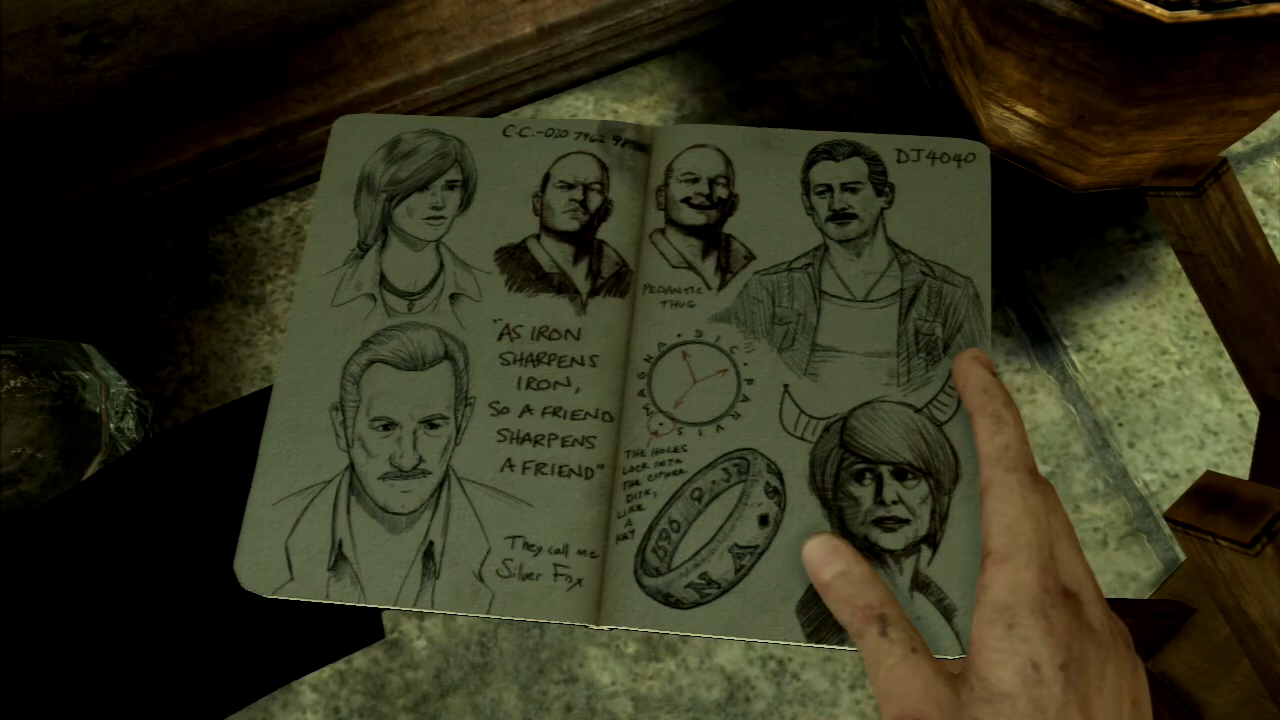 C.C.-020 7962
"AS IRON
SHARPENS
IRON,
SO A FRIEND
SHARPENS
A FRIEND"
They call me
Silver Fox
DJ4040
PEDANTIC
THUG
SIC · PARVIS · MAGNA ·
THE HOLES
LOCK INTO
THE CIPHER
DISK,
LIKE
A
KEY
1596 9
S · A N